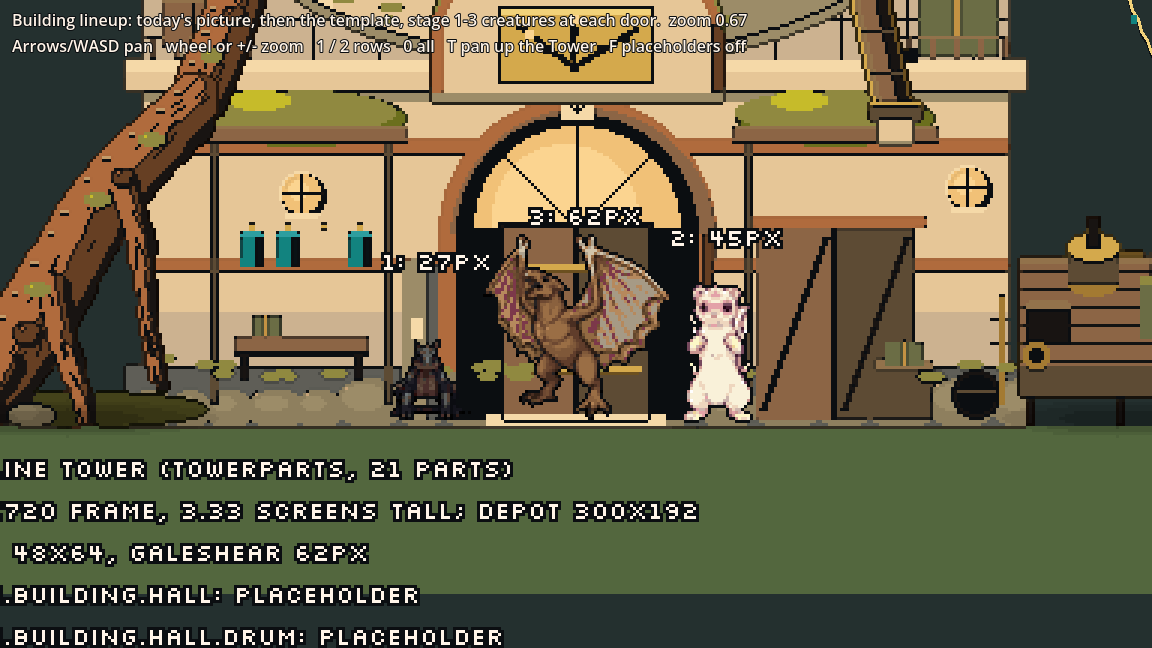 Building lineup: today's picture, then the template, stage 1-3 creatures at each door.  zoom 0.67
Arrows/WASD pan   wheel or +/- zoom   1 / 2 rows   0 all   T pan up the Tower   F placeholders off
3: 62PX
2: 45PX
1: 27PX
INE TOWER (TOWERPARTS, 21 PARTS)
720 FRAME, 3.33 SCREENS TALL; DEPOT 300X192
48X64, GALESHEAR 62PX
.BUILDING.HALL: PLACEHOLDER
.BUILDING.HALL.DRUM: PLACEHOLDER